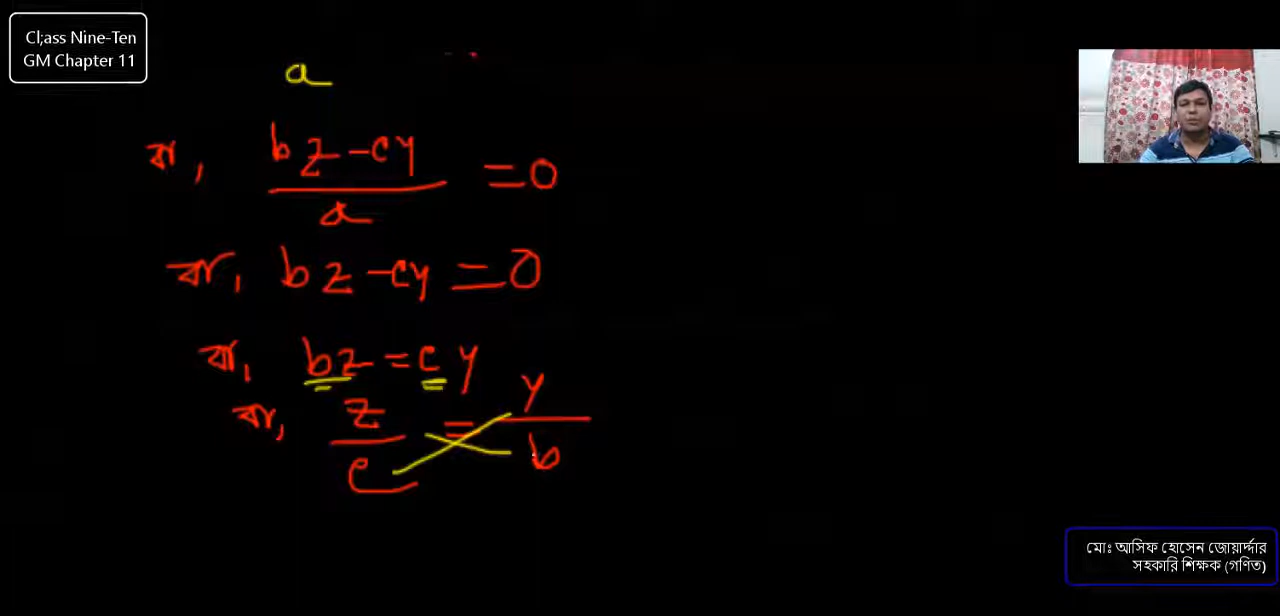 Cl;ass Nine-Ten
GM Chapter 11
a
বা, bz-cy/a =0
বা, bz-cy=0
বা, bz=cy
বা, z/c = y/b
মোঃ আসিফ হোসেন জোয়ার্দ্দার
সহকারি শিক্ষক (গণিত)